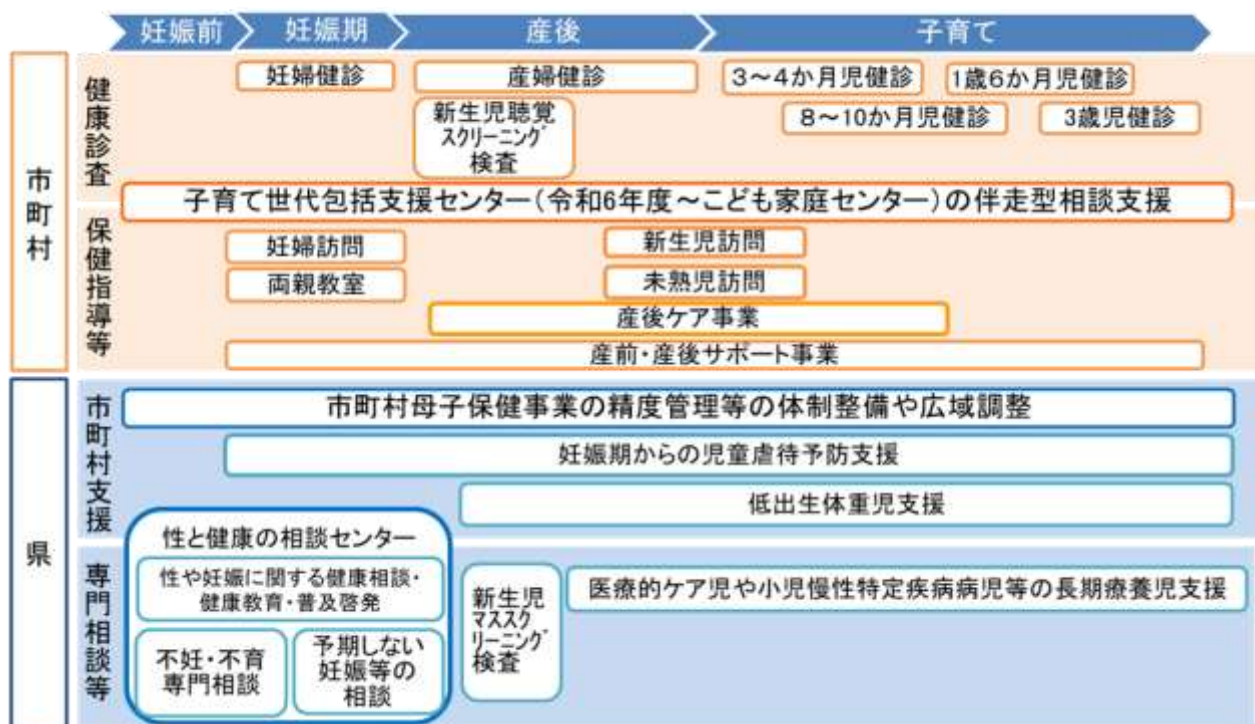 妊娠前
妊娠期
産後
子育て
市町村
健康診査
妊婦健診
産婦健診
3～4か月児健診
1歳6か月児健診
新生児聴覚
スクリーニング
検査
8～10か月児健診
3歳児健診
子育て世代包括支援センター(令和6年度～こども家庭センター)の伴走型相談支援
保健指導等
妊婦訪問
新生児訪問
両親教室
未熟児訪問
産後ケア事業
産前・産後サポート事業
県
市町村支援
市町村母子保健事業の精度管理等の体制整備や広域調整
妊娠期からの児童虐待予防支援
低出生体重児支援
専門相談等
性と健康の相談センター
性や妊娠に関する健康相談・
健康教育・普及啓発
不妊・不育
専門相談
予期しない
妊娠等の
相談
新生児
マススク
リーニング
検査
医療的ケア児や小児慢性特定疾病病児等の長期療養児支援